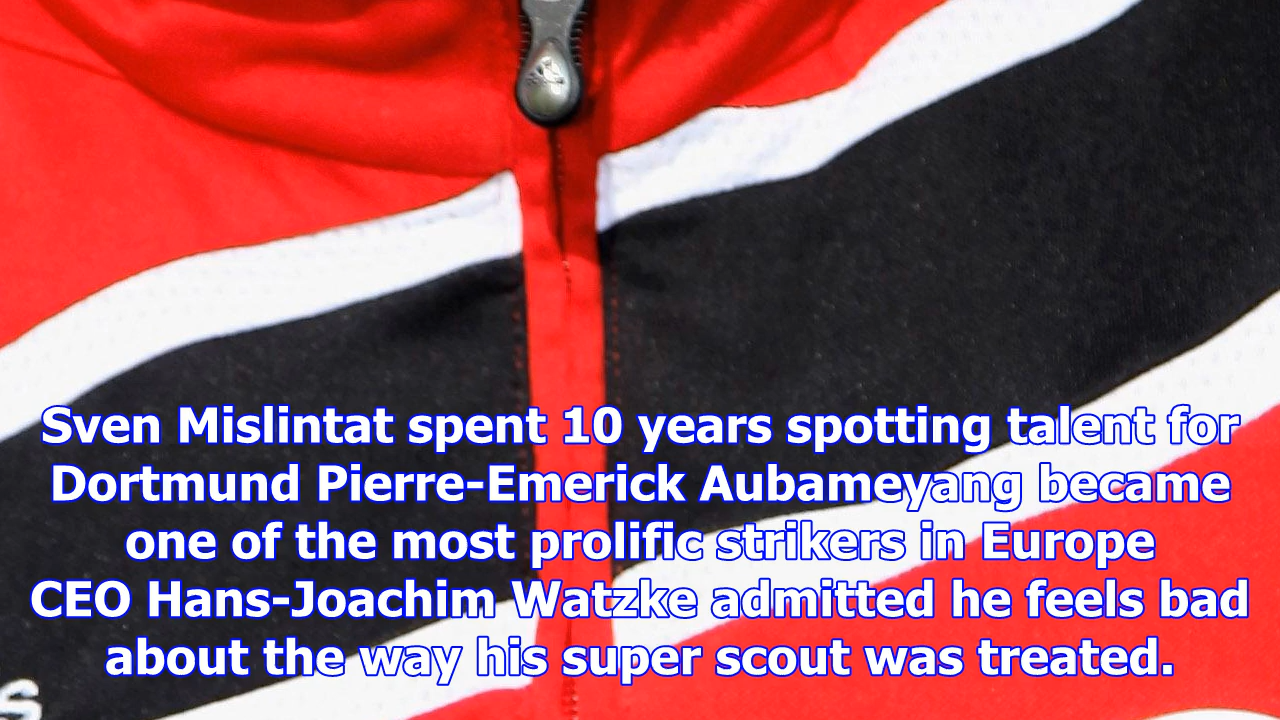 Sven Mislintat spent 10 years spotting talent for
Dortmund Pierre-Emerick Aubameyang became
one of the most prolific strikers in Europe
CEO Hans-Joachim Watzke admitted he feels bad
about the way his super scout was treated.
s